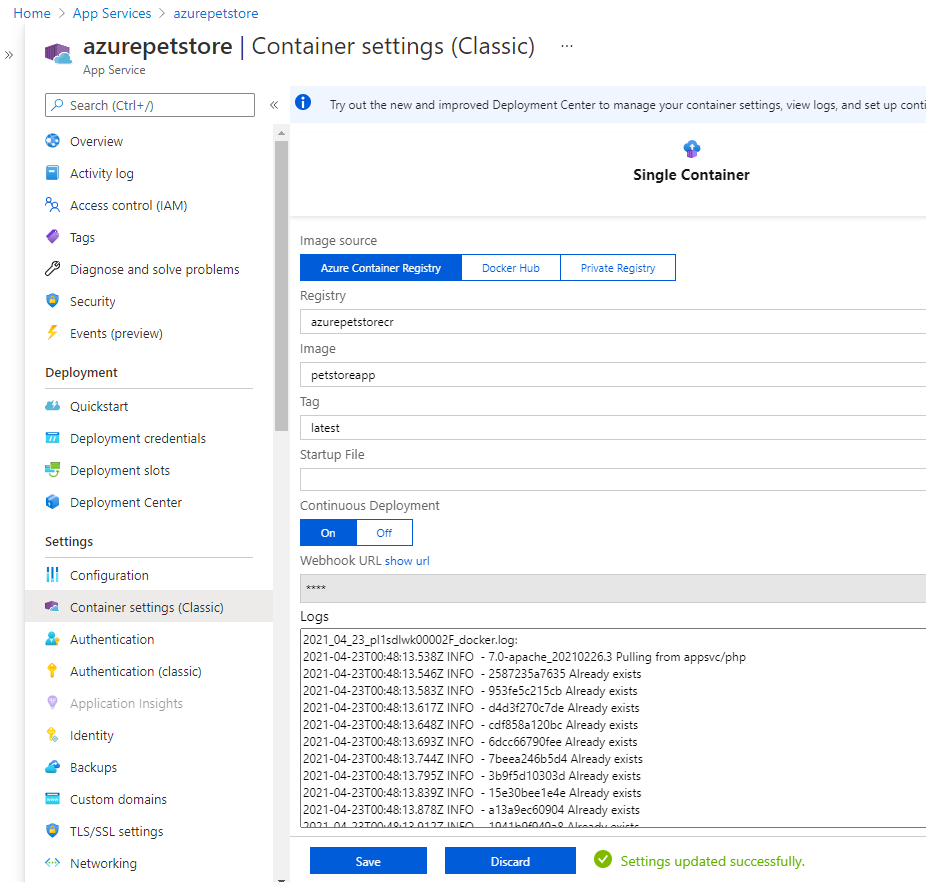 Home > App Services > azurepetstore
»
azurepetstore | Container settings (Classic) ...
App Service
Search (Ctrl+/)
«
Overview
Activity log
Access control (IAM)
Tags
Diagnose and solve problems
Security
Events (preview)
Deployment
Quickstart
Deployment credentials
Deployment slots
Deployment Center
Settings
Configuration
Container settings (Classic)
Authentication
Authentication (classic)
Application Insights
Identity
Backups
Custom domains
TLS/SSL settings
Networking
Try out the new and improved Deployment Center to manage your container settings, view logs, and set up conti
Single Container
Image source
Azure Container Registry
Docker Hub
Private Registry
Registry
azurepetstorecr
Image
petstoreapp
Tag
latest
Startup File
Continuous Deployment
On
Off
Webhook URL show url
****
Logs
2021_04_23_pl1sdlwk00002F_docker.log:
2021-04-23T00:48:13.538Z INFO - 7.0-apache_20210226.3 Pulling from appsvc/php
2021-04-23T00:48:13.546Z INFO - 2587235a7635 Already exists
2021-04-23T00:48:13.583Z INFO - 953fe5c215cb Already exists
2021-04-23T00:48:13.617Z INFO - d4d3f270c7de Already exists
2021-04-23T00:48:13.648Z INFO - cdf858a120bc Already exists
2021-04-23T00:48:13.693Z INFO - 6dcc66790fee Already exists
2021-04-23T00:48:13.744Z INFO - 7beea246b5d4 Already exists
2021-04-23T00:48:13.795Z INFO - 3b9f5d10303d Already exists
2021-04-23T00:48:13.839Z INFO - 15e30bee1e4e Already exists
2021-04-23T00:48:13.878Z INFO - a13a9ec60904 Already exists
2021-04-23T00:48:13.912Z INFO - 1941b9f949a8 Already exists
Save
Discard
Settings updated successfully.